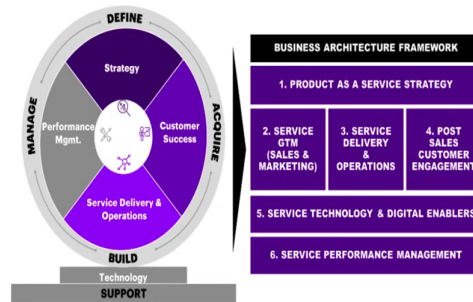 DEFINE
Strategy
MANAGE
Performance
Mgmt.
Customer
Success
ACQUIRE
Service Delivery &
Operations
BUILD
Technology
SUPPORT
BUSINESS ARCHITECTURE FRAMEWORK
1. PRODUCT AS A SERVICE STRATEGY
2. SERVICE
GTM
(SALES &
MARKETING)
3. SERVICE
DELIVERY
&
OPERATIONS
4. POST
SALES
CUSTOMER
ENGAGEMENT
5. SERVICE TECHNOLOGY & DIGITAL ENABLERS
6. SERVICE PERFORMANCE MANAGEMENT